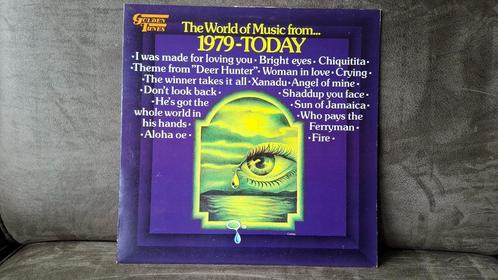 GOLDEN TUNES
The World of Music from...
1979-TODAY
• I was made for loving you • Bright eyes • Chiquitita •
• Theme from "Deer Hunter" • Woman in love • Crying •
• The winner takes it all • Xanadu • Angel of mine •
• Don't look back •
• Shaddup you face •
• He's got the whole world in his hands •
• Sun of Jamaica •
• Who pays the Ferryman •
• Aloha oe •
• Fire •